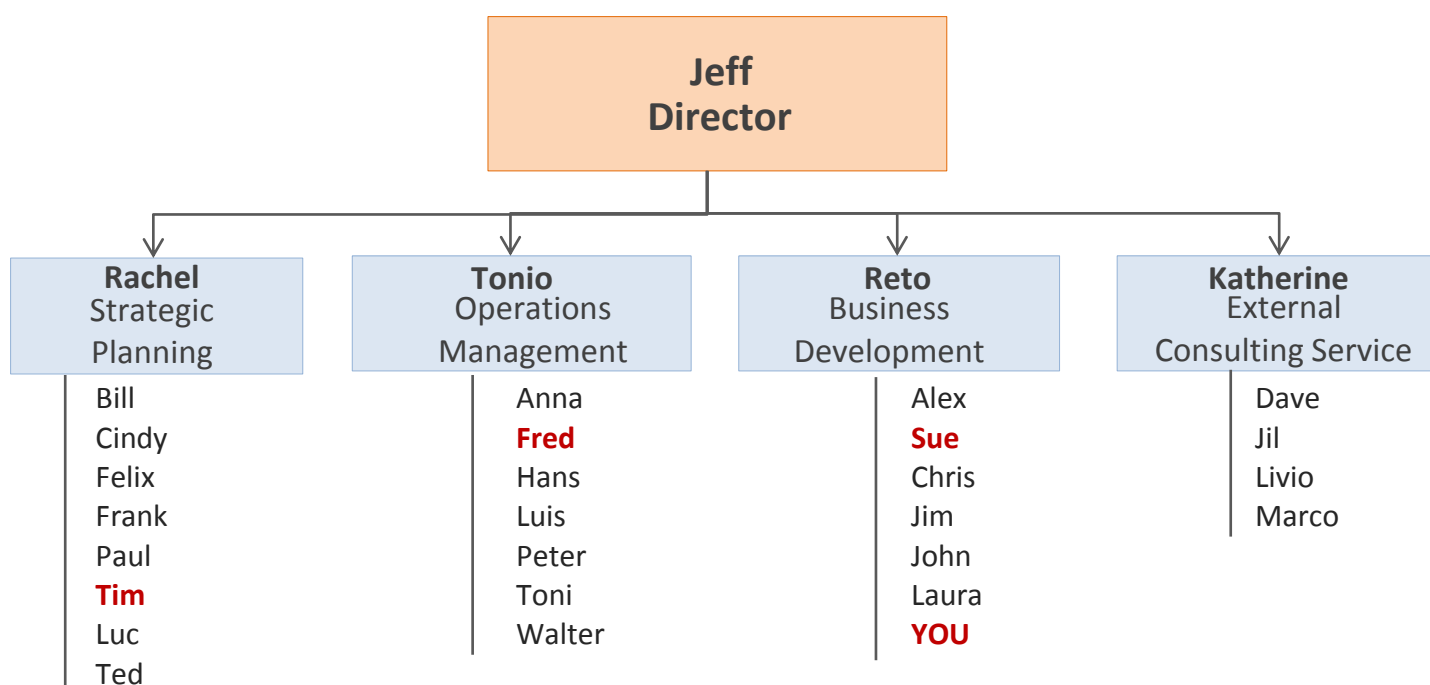 Jeff
Director
Rachel
Strategic
Planning
Bill
Cindy
Felix
Frank
Paul
Tim
Luc
Ted
Tonio
Operations
Management
Anna
Fred
Hans
Luis
Peter
Toni
Walter
Reto
Business
Development
Alex
Sue
Chris
Jim
John
Laura
YOU
Katherine
External
Consulting Service
Dave
Jil
Livio
Marco